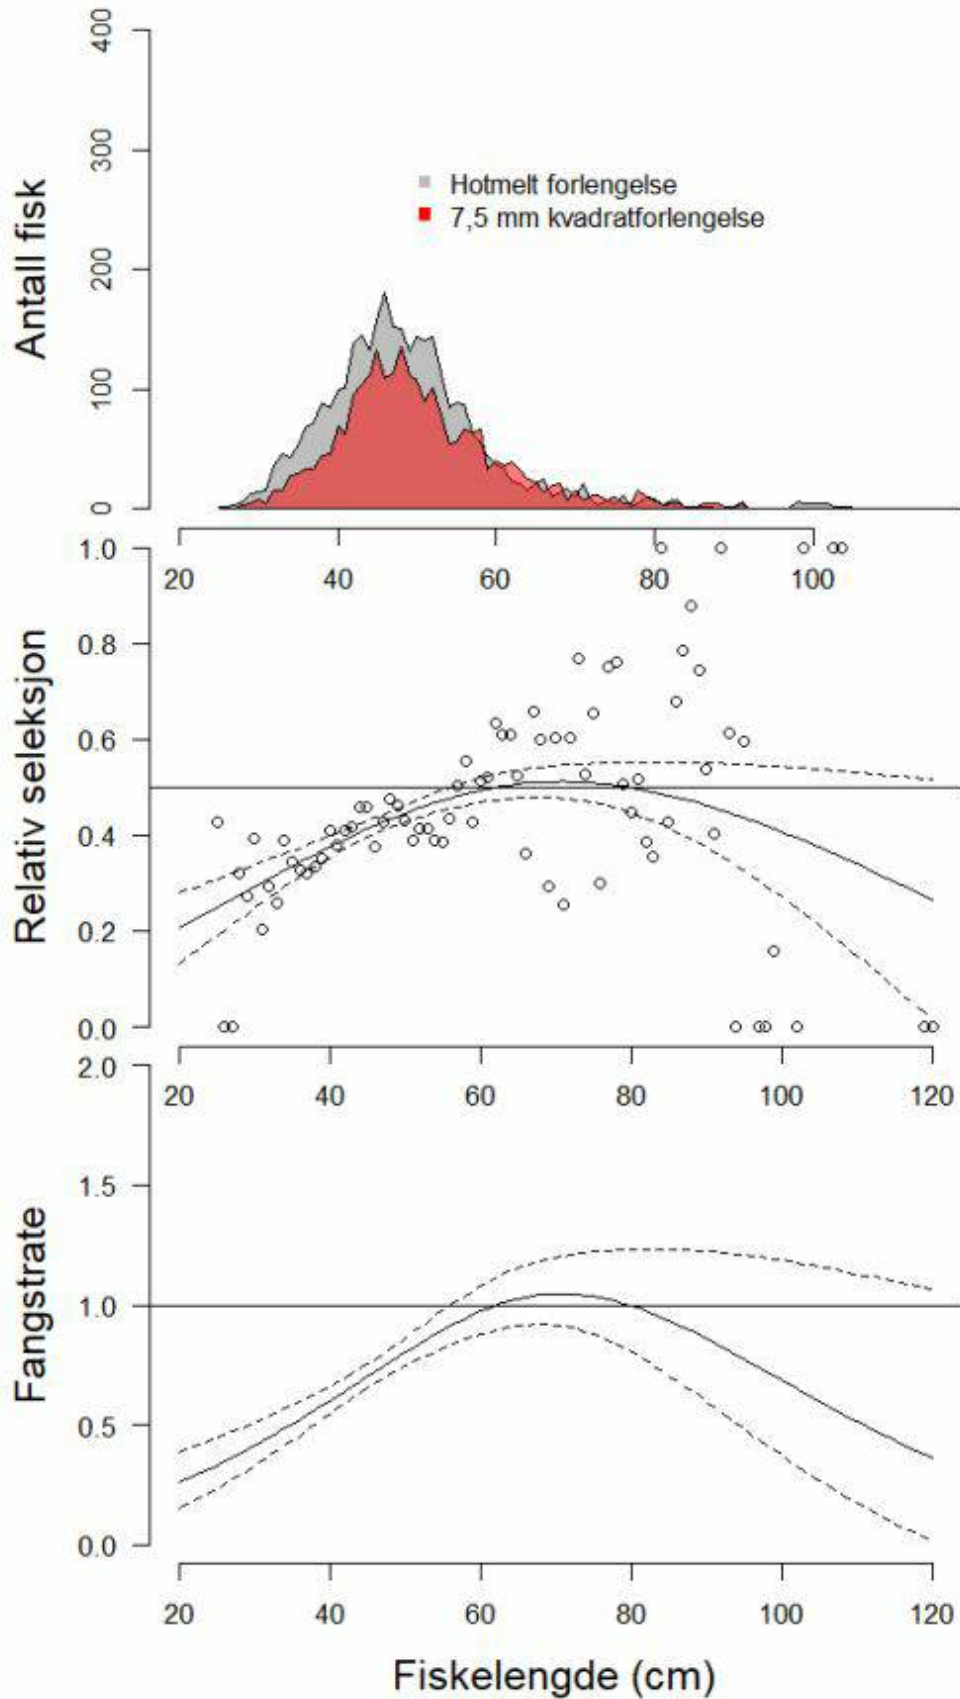 Antall fisk
400
300
200
100
0
Hotmelt forlengelse
7,5 mm kvadratforlengelse
20 40 60 80 100
Relativ seleksjon
1.0
0.8
0.6
0.4
0.2
0.0
20 40 60 80 100 120
Fangstrate
2.0
1.5
1.0
0.5
0.0
20 40 60 80 100 120
Fiskelengde (cm)